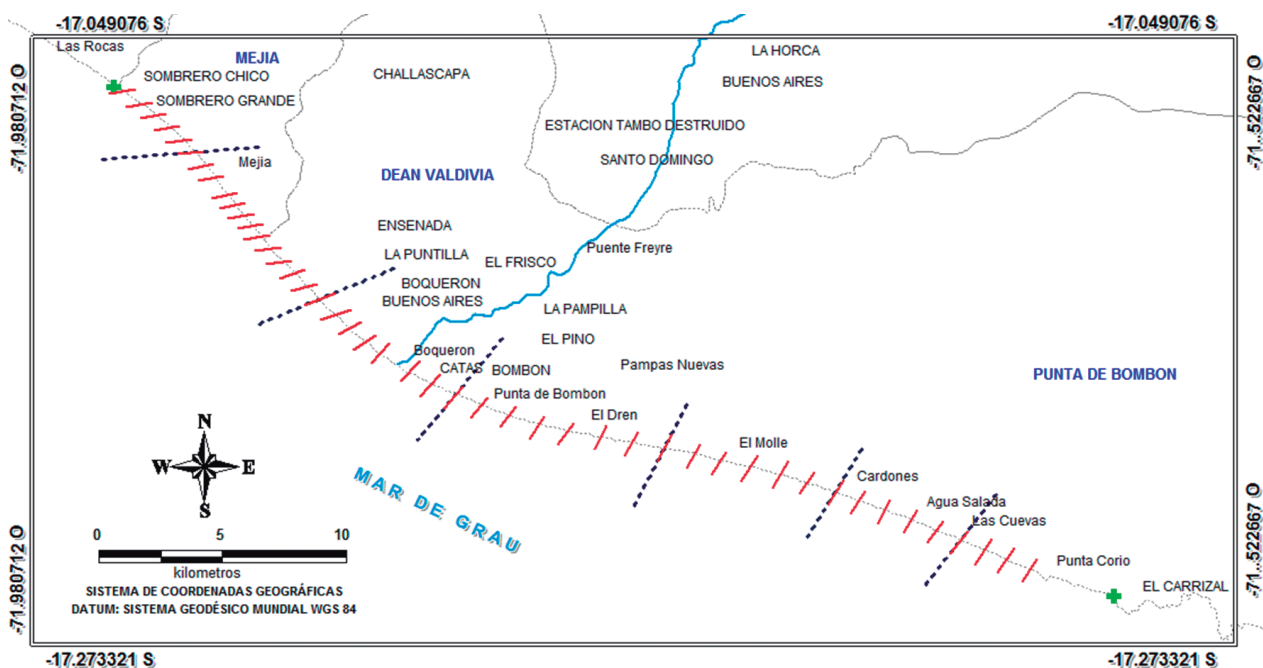 -17.049076 S
-17.049076 S
Las Rocas
MEJIA
LA HORCA
SOMBRERO CHICO
CHALLASCAPA
BUENOS AIRES
-71.980712 O
-71..522667 O
SOMBRERO GRANDE
ESTACION TAMBO DESTRUIDO
Mejia
SANTO DOMINGO
DEAN VALDIVIA
ENSENADA
Puente Freyre
LA PUNTILLA
EL FRISCO
BOQUERON
BUENOS AIRES
LA PAMPILLA
EL PINO
Boqueron
CATAS
BOMBON
Pampas Nuevas
PUNTA DE BOMBON
Punta de Bombon
El Dren
El Molle
N
W
E
S
MAR DE GRAU
Cardones
Agua Salada
Las Cuevas
Punta Corio
EL CARRIZAL
0 5 10
kilometros
SISTEMA DE COORDENADAS GEOGRÁFICAS
DATUM: SISTEMA GEODÉSICO MUNDIAL WGS 84
-71.980712 O
-71..522667 O
-17.273321 S
-17.273321 S